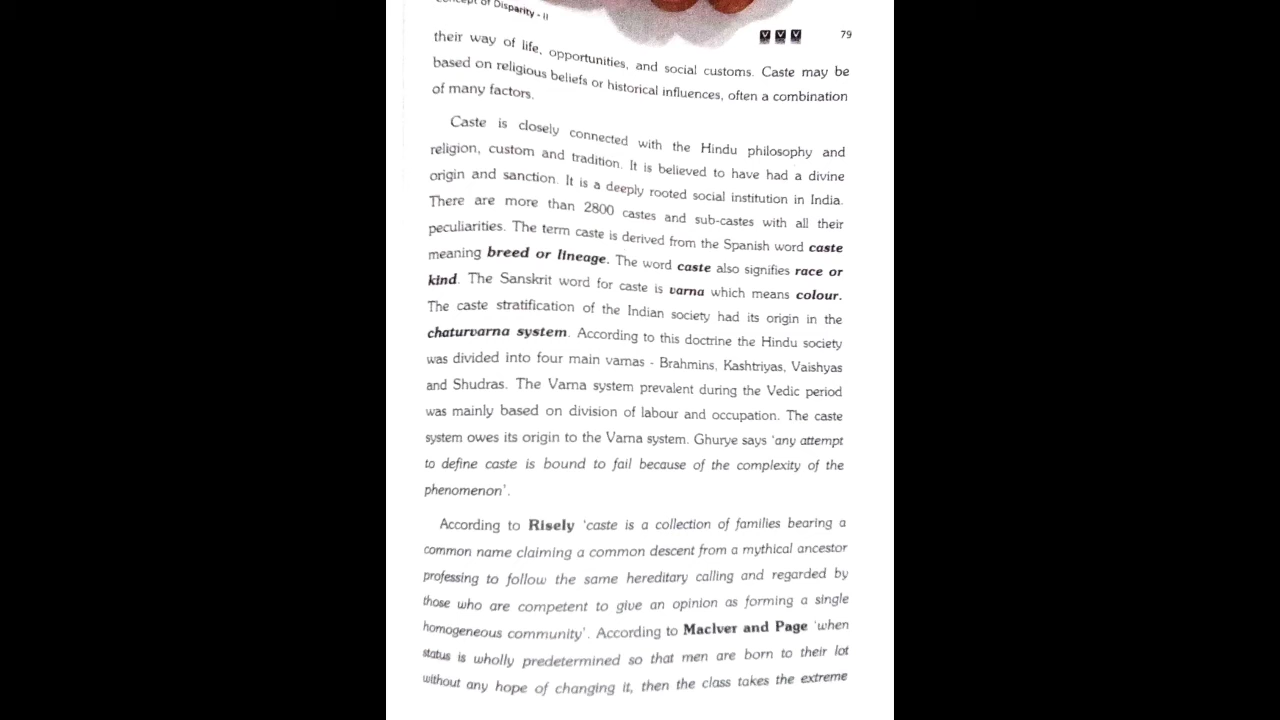 Concept of Disparity - II
V V V 79
their way of life, opportunities, and social customs. Caste may be
based on religious beliefs or historical influences, often a combination
of many factors.
Caste is closely connected with the Hindu philosophy and
religion, custom and tradition. It is believed to have had a divine
origin and sanction. It is a deeply rooted social institution in India.
There are more than 2800 castes and sub-castes with all their
peculiarities. The term caste is derived from the Spanish word caste
meaning breed or lineage. The word caste also signifies race or
kind. The Sanskrit word for caste is varna which means colour.
The caste stratification of the Indian society had its origin in the
chaturvarna system. According to this doctrine the Hindu society
was divided into four main varnas - Brahmins, Kashtriyas, Vaishyas
and Shudras. The Varna system prevalent during the Vedic period
was mainly based on division of labour and occupation. The caste
system owes its origin to the Varna system. Ghurye says 'any attempt
to define caste is bound to fail because of the complexity of the
phenomenon'.
According to Risely 'caste is a collection of families bearing a
common name claiming a common descent from a mythical ancestor
professing to follow the same hereditary calling and regarded by
those who are competent to give an opinion as forming a single
homogeneous community'. According to MacIver and Page 'when
status is wholly predetermined so that men are born to their lot
without any hope of changing it, then the class takes the extreme